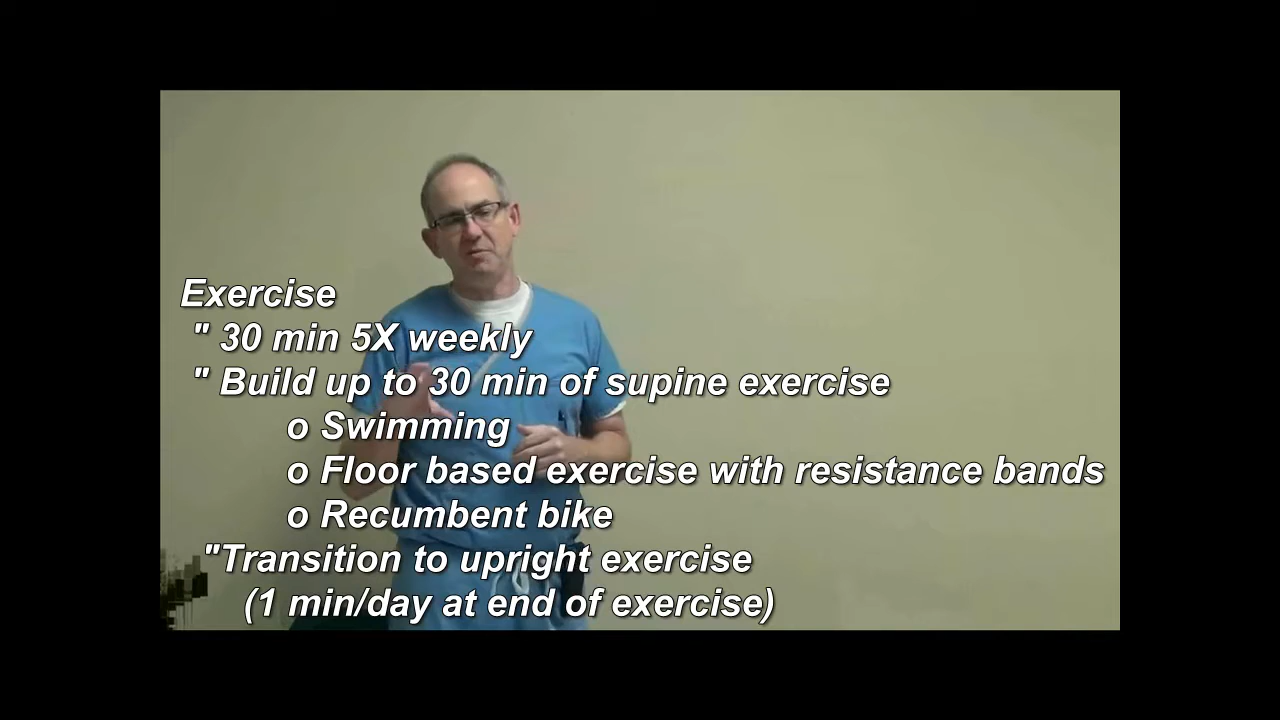 Exercise
" 30 min 5X weekly
" Build up to 30 min of supine exercise
o Swimming
o Floor based exercise with resistance bands
o Recumbent bike
"Transition to upright exercise
(1 min/day at end of exercise)